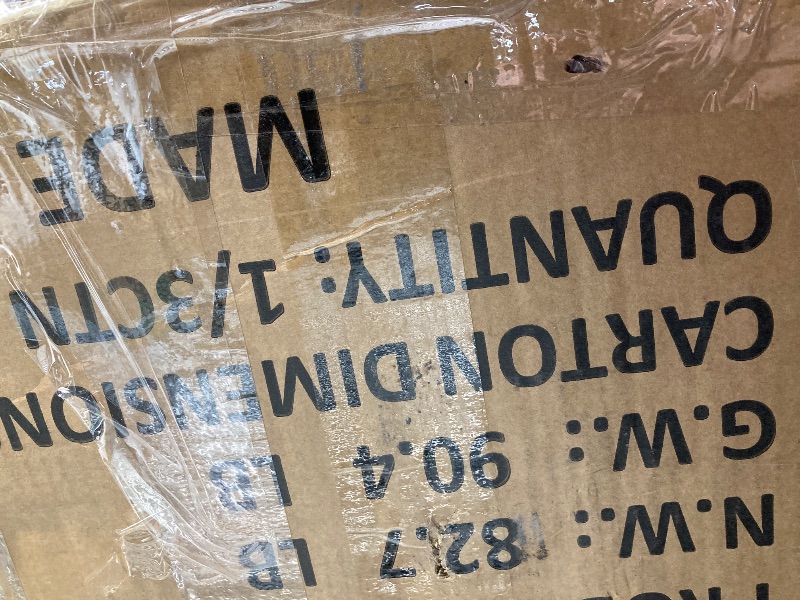 N.W.: 82.7 LB
G.W.: 90.4 LB
CARTON DIMENSION
QUANTITY: 1/3CTN
MADE